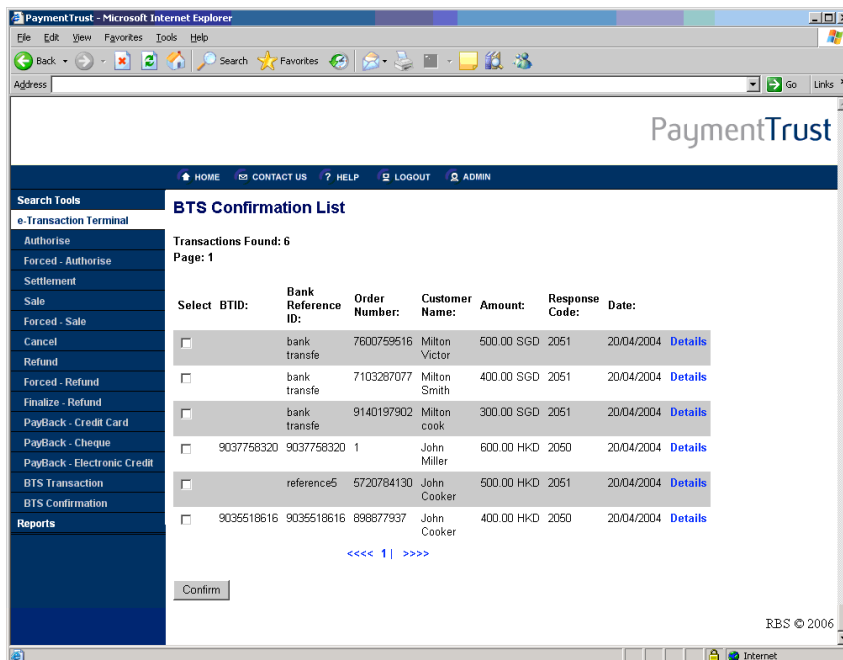 PaymentTrust - Microsoft Internet Explorer
File Edit View Favorites Tools Help
Back Search Favorites
Address Go Links
PaymentTrust
HOME CONTACT US ? HELP LOGOUT ADMIN
Search Tools
e-Transaction Terminal
Authorise
Forced - Authorise
Settlement
Sale
Forced - Sale
Cancel
Refund
Forced - Refund
Finalize - Refund
PayBack - Credit Card
PayBack - Cheque
PayBack - Electronic Credit
BTS Transaction
BTS Confirmation
Reports
BTS Confirmation List
Transactions Found: 6
Page: 1
Select BTID: Bank Reference ID: Order Number: Customer Name: Amount: Response Code: Date:
bank transfe 7600759516 Milton Victor 500.00 SGD 2051 20/04/2004 Details
bank transfe 7103287077 Milton Smith 400.00 SGD 2051 20/04/2004 Details
bank transfe 9140197902 Milton cook 300.00 SGD 2051 20/04/2004 Details
9037758320 9037758320 1 John Miller 600.00 HKD 2050 20/04/2004 Details
reference5 5720784130 John Cooker 500.00 HKD 2051 20/04/2004 Details
9035518616 9035518616 898877937 John Cooker 400.00 HKD 2050 20/04/2004 Details
<<<< 1 | >>>>
Confirm
RBS © 2006
Internet